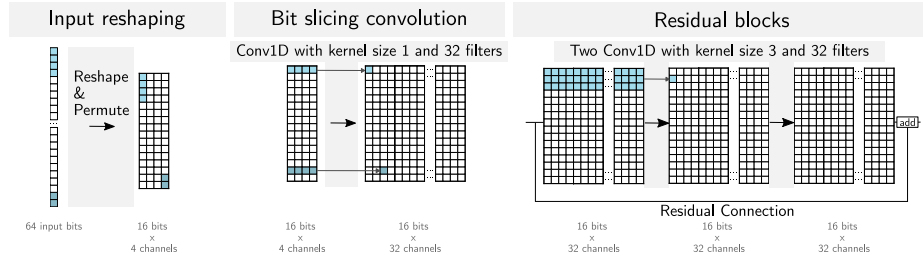 Input reshaping
Bit slicing convolution
Residual blocks
Conv1D with kernel size 1 and 32 filters
Two Conv1D with kernel size 3 and 32 filters
Reshape
&
Permute
add
Residual Connection
64 input bits
16 bits
x
4 channels
16 bits
x
4 channels
16 bits
x
32 channels
16 bits
x
32 channels
16 bits
x
32 channels
16 bits
x
32 channels